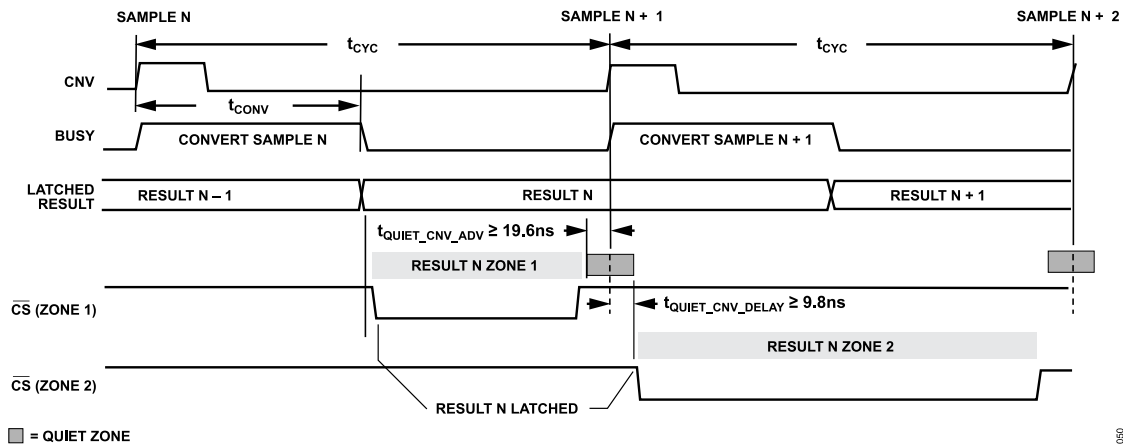 SAMPLE N
SAMPLE N + 1
SAMPLE N + 2
tCYC
tCYC
CNV
tCONV
BUSY
CONVERT SAMPLE N
CONVERT SAMPLE N + 1
LATCHED
RESULT
RESULT N – 1
RESULT N
RESULT N + 1
tQUIET_CNV_ADV ≥ 19.6ns
RESULT N ZONE 1
CS (ZONE 1)
tQUIET_CNV_DELAY ≥ 9.8ns
RESULT N ZONE 2
CS (ZONE 2)
RESULT N LATCHED
= QUIET ZONE
050